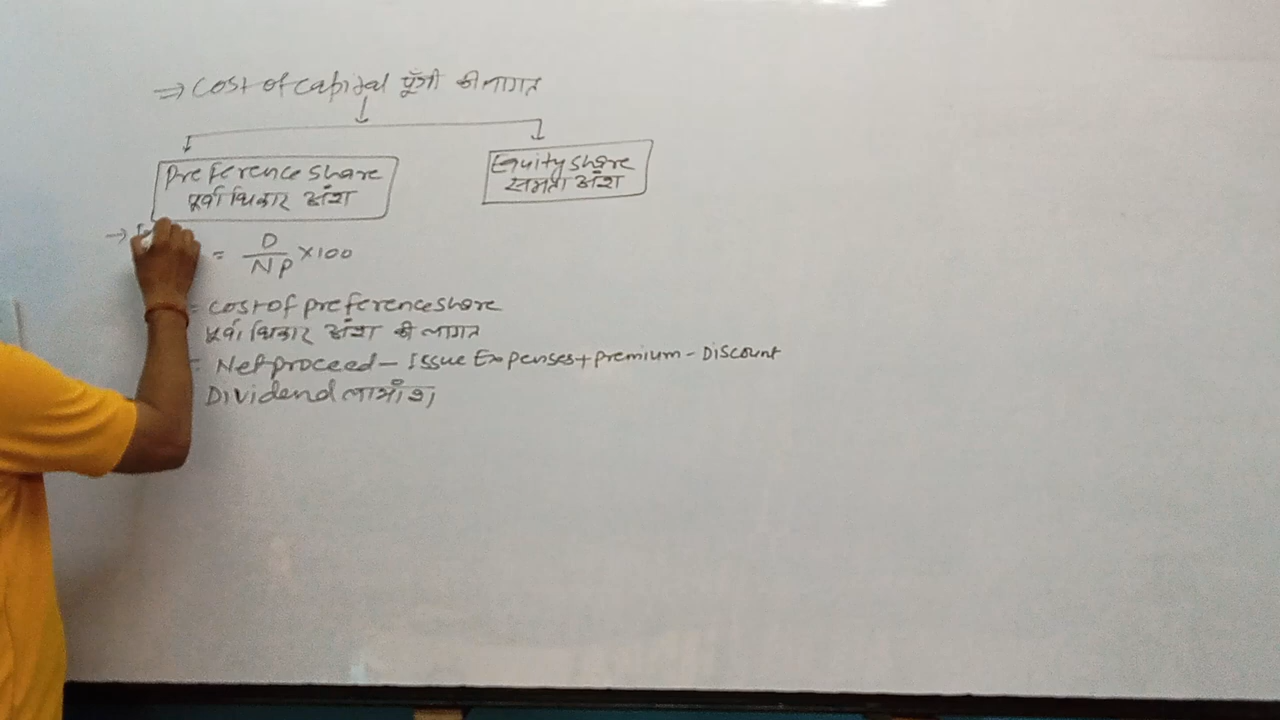 ⇒ Cost of capital पूँजी की लागत
Preference share
पूर्वाधिकार अंश
Equity share
समता अंश
→
= D/NP ×100
= cost of preference share
पूर्वाधिकार अंश की लागत
= Net proceed - Issue Expenses + premium - Discount
Dividend लाभाँश